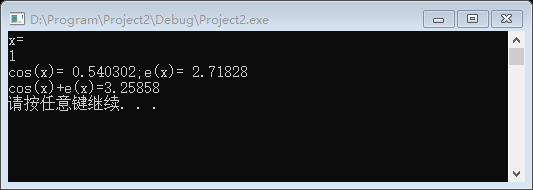 D:\Program\Project2\Debug\Project2.exe
x=
1
cos(x)= 0.540302;e(x)= 2.71828
cos(x)+e(x)=3.25858
请按任意键继续. . .